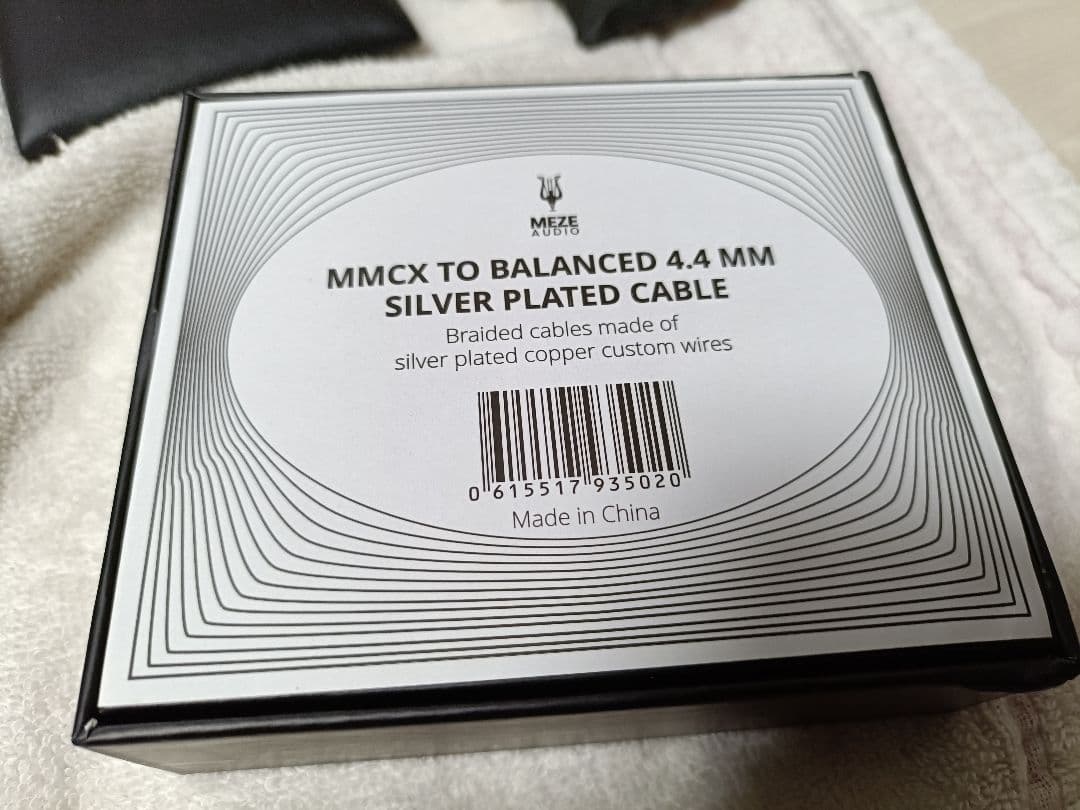 MEZE
AUDIO
MMCX TO BALANCED 4.4 MM
SILVER PLATED CABLE
Braided cables made of
silver plated copper custom wires
0 615517 935020
Made in China